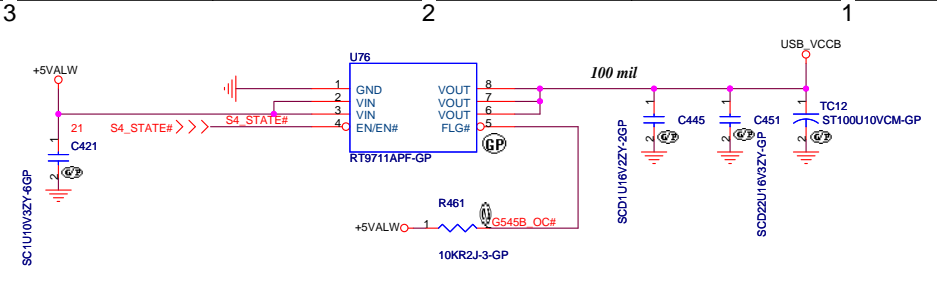 3
2
1
U76
+5VALW
USB_VCCB
100 mil
1
GND
VOUT
8
2
VIN
VOUT
7
3
VIN
VOUT
6
4
EN/EN#
FLG#
5
RT9711APF-GP
GP
21
S4_STATE#
S4_STATE#
1
C421
2
GP
SC1U10V3ZY-6GP
1
C445
2
GP
SCD1U16V2ZY-2GP
1
C451
2
GP
SCD22U16V3ZY-GP
1
TC12
ST100U10VCM-GP
2
GP
R461
+5VALW
1
2
G545B_OC#
10KR2J-3-GP